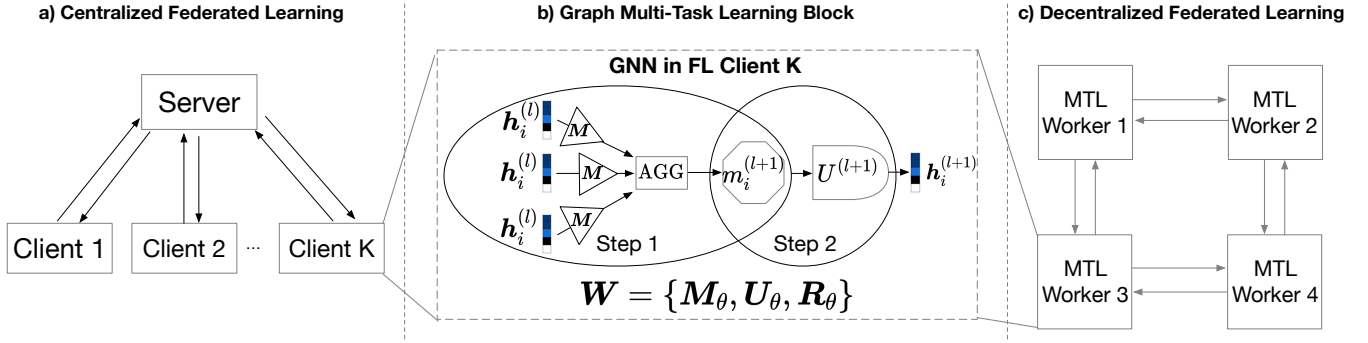 a) Centralized Federated Learning
Server
Client 1
Client 2
...
Client K
b) Graph Multi-Task Learning Block
GNN in FL Client K
h_i^{(l)}
M
h_i^{(l)}
M
h_i^{(l)}
M
AGG
m_i^{(l+1)}
U^{(l+1)}
h_i^{(l+1)}
Step 1
Step 2
W = {M_θ, U_θ, R_θ}
c) Decentralized Federated Learning
MTL
Worker 1
MTL
Worker 2
MTL
Worker 3
MTL
Worker 4